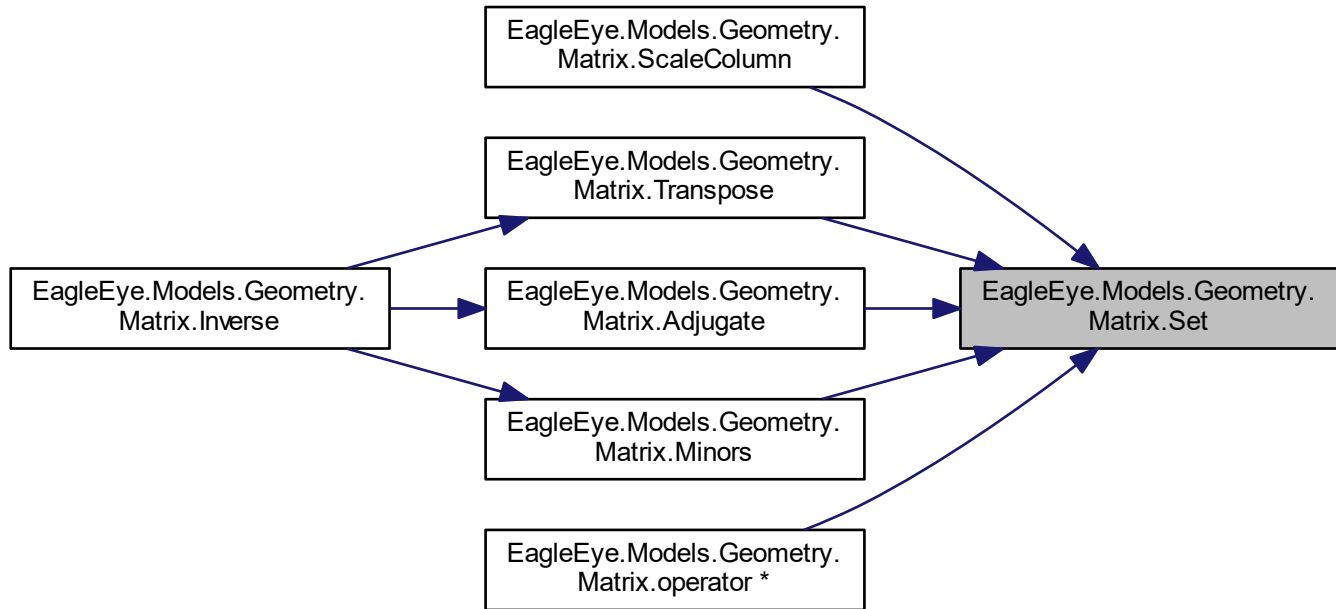 EagleEye.Models.Geometry.
Matrix.ScaleColumn
EagleEye.Models.Geometry.
Matrix.Transpose
EagleEye.Models.Geometry.
Matrix.Inverse
EagleEye.Models.Geometry.
Matrix.Adjugate
EagleEye.Models.Geometry.
Matrix.Set
EagleEye.Models.Geometry.
Matrix.Minors
EagleEye.Models.Geometry.
Matrix.operator *